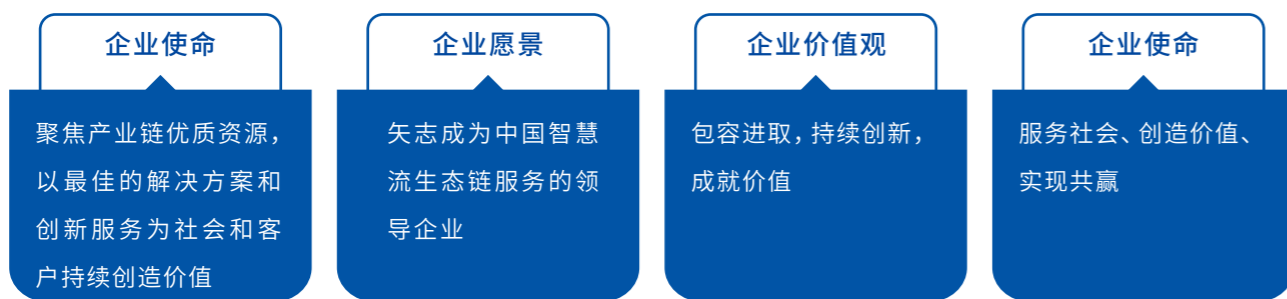 企业使命
聚焦产业链优质资源，
以最佳的解决方案和
创新服务为社会和客
户持续创造价值
企业愿景
矢志成为中国智慧
流生态链服务的领
导企业
企业价值观
包容进取，持续创新，
成就价值
企业使命
服务社会、创造价值、
实现共赢